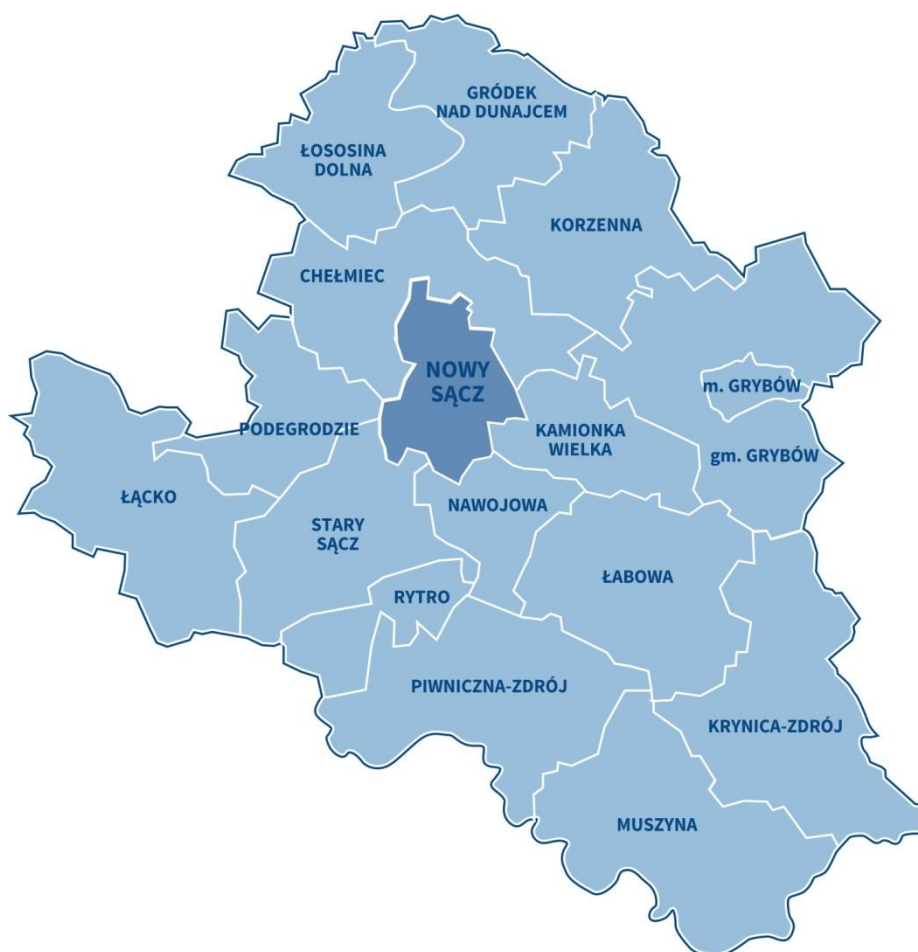 GRÓDEK
NAD DUNAJCEM
ŁOSOSINA
DOLNA
KORZENNA
CHEŁMIEC
NOWY
SĄCZ
m. GRYBÓW
PODEGRODZIE
KAMIONKA
WIELKA
gm. GRYBÓW
ŁĄCKO
NAWOJOWA
STARY
SĄCZ
ŁABOWA
RYTRO
PIWNICZNA-ZDRÓJ
KRYNICA-ZDRÓJ
MUSZYNA